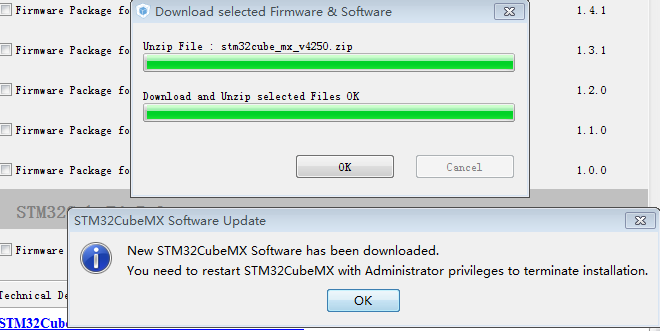 Download selected Firmware & Software
Firmware Package fo
1.4.1
Unzip File : stm32cube_mx_v4250.zip
Firmware Package fo
1.3.1
Firmware Package fo
Download and Unzip selected Files OK
1.2.0
Firmware Package fo
1.1.0
Firmware Package fo
OK
Cancel
1.0.0
STM32CubeMX Software Update
Firmware
New STM32CubeMX Software has been downloaded.
You need to restart STM32CubeMX with Administrator privileges to terminate installation.
Technical De
OK
STM32Cube